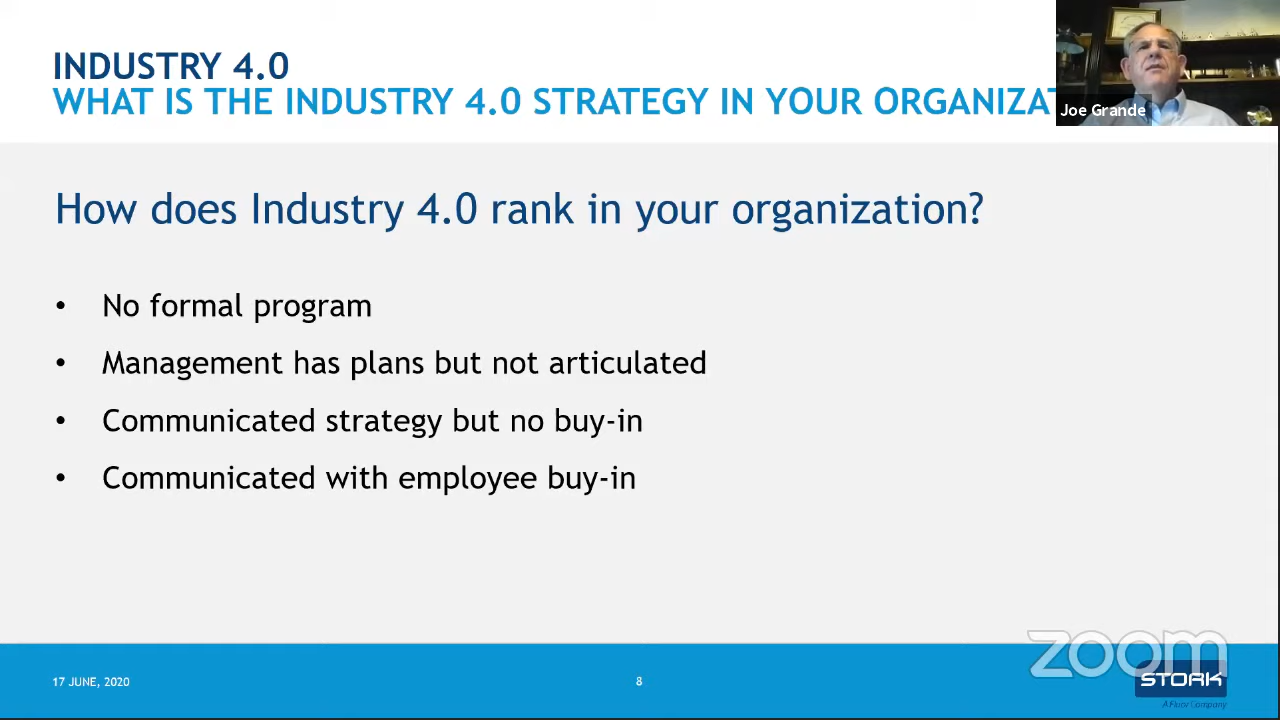 INDUSTRY 4.0
WHAT IS THE INDUSTRY 4.0 STRATEGY IN YOUR ORGANIZAT
Joe Grande
How does Industry 4.0 rank in your organization?
• No formal program
• Management has plans but not articulated
• Communicated strategy but no buy-in
• Communicated with employee buy-in
zoom
17 JUNE, 2020
8
STORK
A Fluor Company